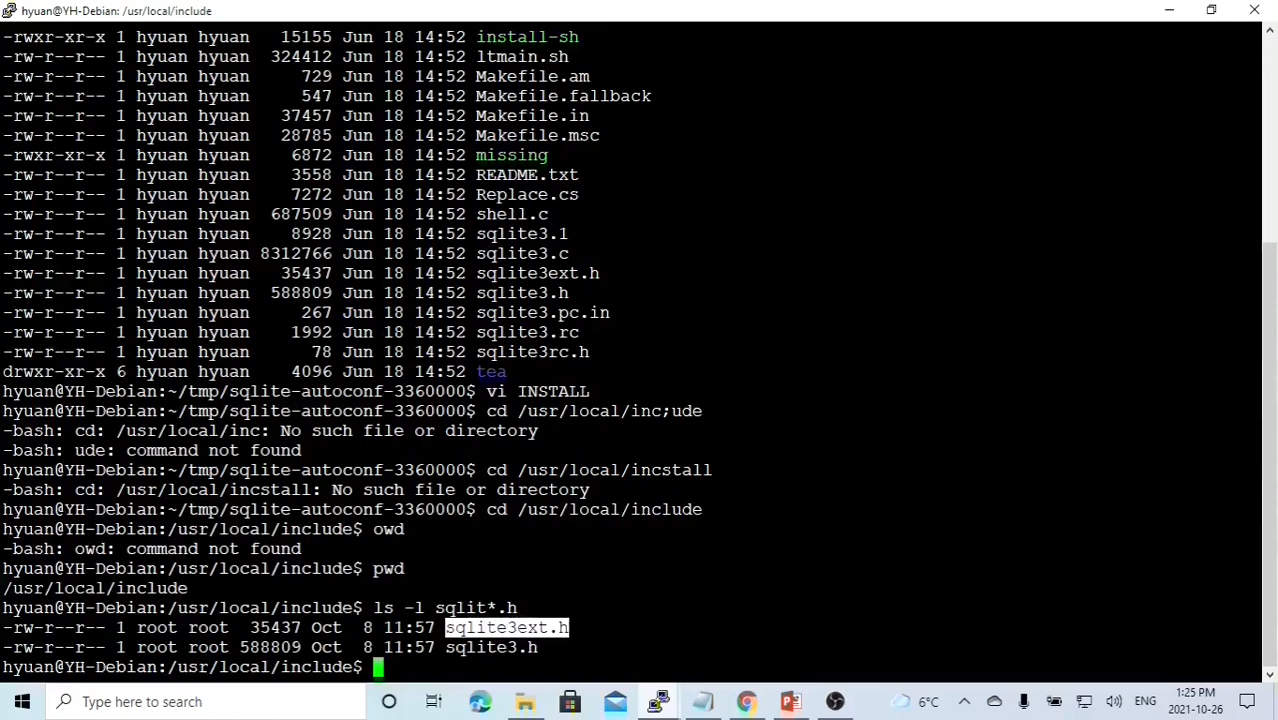 hyuan@YH-Debian: /usr/local/include
-rwxr-xr-x 1 hyuan hyuan   15155 Jun 18 14:52 install-sh
-rw-r--r-- 1 hyuan hyuan  324412 Jun 18 14:52 ltmain.sh
-rw-r--r-- 1 hyuan hyuan     729 Jun 18 14:52 Makefile.am
-rw-r--r-- 1 hyuan hyuan     547 Jun 18 14:52 Makefile.fallback
-rw-r--r-- 1 hyuan hyuan   37457 Jun 18 14:52 Makefile.in
-rw-r--r-- 1 hyuan hyuan   28785 Jun 18 14:52 Makefile.msc
-rwxr-xr-x 1 hyuan hyuan    6872 Jun 18 14:52 missing
-rw-r--r-- 1 hyuan hyuan    3558 Jun 18 14:52 README.txt
-rw-r--r-- 1 hyuan hyuan    7272 Jun 18 14:52 Replace.cs
-rw-r--r-- 1 hyuan hyuan  687509 Jun 18 14:52 shell.c
-rw-r--r-- 1 hyuan hyuan    8928 Jun 18 14:52 sqlite3.1
-rw-r--r-- 1 hyuan hyuan 8312766 Jun 18 14:52 sqlite3.c
-rw-r--r-- 1 hyuan hyuan   35437 Jun 18 14:52 sqlite3ext.h
-rw-r--r-- 1 hyuan hyuan  588809 Jun 18 14:52 sqlite3.h
-rw-r--r-- 1 hyuan hyuan     267 Jun 18 14:52 sqlite3.pc.in
-rw-r--r-- 1 hyuan hyuan    1992 Jun 18 14:52 sqlite3.rc
-rw-r--r-- 1 hyuan hyuan      78 Jun 18 14:52 sqlite3rc.h
drwxr-xr-x 6 hyuan hyuan    4096 Jun 18 14:52 tea
hyuan@YH-Debian:~/tmp/sqlite-autoconf-3360000$ vi INSTALL
hyuan@YH-Debian:~/tmp/sqlite-autoconf-3360000$ cd /usr/local/inc;ude
-bash: cd: /usr/local/inc: No such file or directory
-bash: ude: command not found
hyuan@YH-Debian:~/tmp/sqlite-autoconf-3360000$ cd /usr/local/incstall
-bash: cd: /usr/local/incstall: No such file or directory
hyuan@YH-Debian:~/tmp/sqlite-autoconf-3360000$ cd /usr/local/include
hyuan@YH-Debian:/usr/local/include$ owd
-bash: owd: command not found
hyuan@YH-Debian:/usr/local/include$ pwd
/usr/local/include
hyuan@YH-Debian:/usr/local/include$ ls -l sqlit*.h
-rw-r--r-- 1 root root  35437 Oct  8 11:57 sqlite3ext.h
-rw-r--r-- 1 root root 588809 Oct  8 11:57 sqlite3.h
hyuan@YH-Debian:/usr/local/include$
Type here to search
6°C
ENG
1:25 PM
2021-10-26